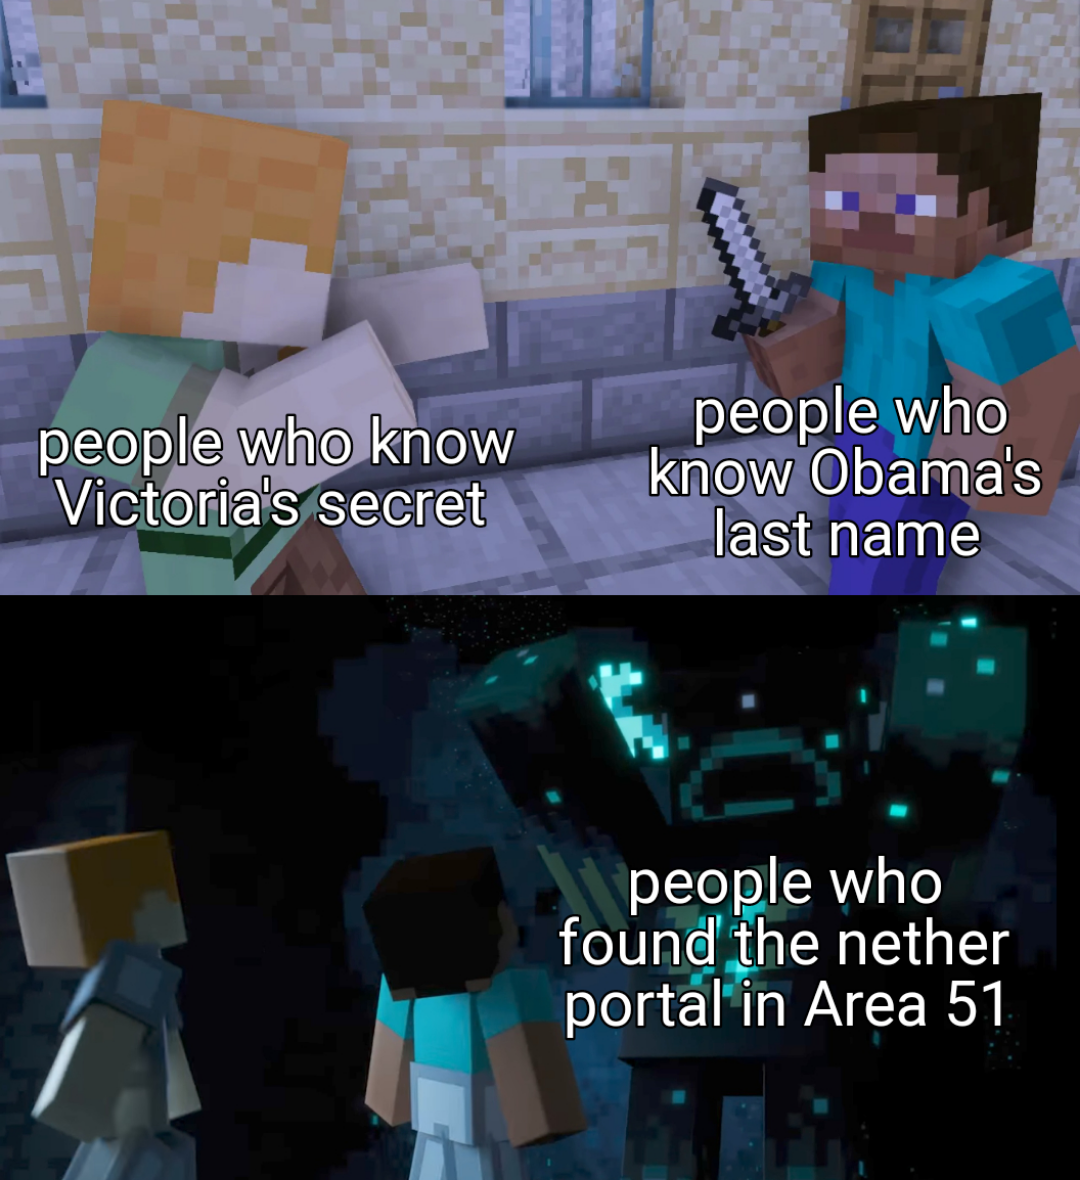 people who know
Victoria's secret
people who
know Obama's
last name
people who
found the nether
portal in Area 51